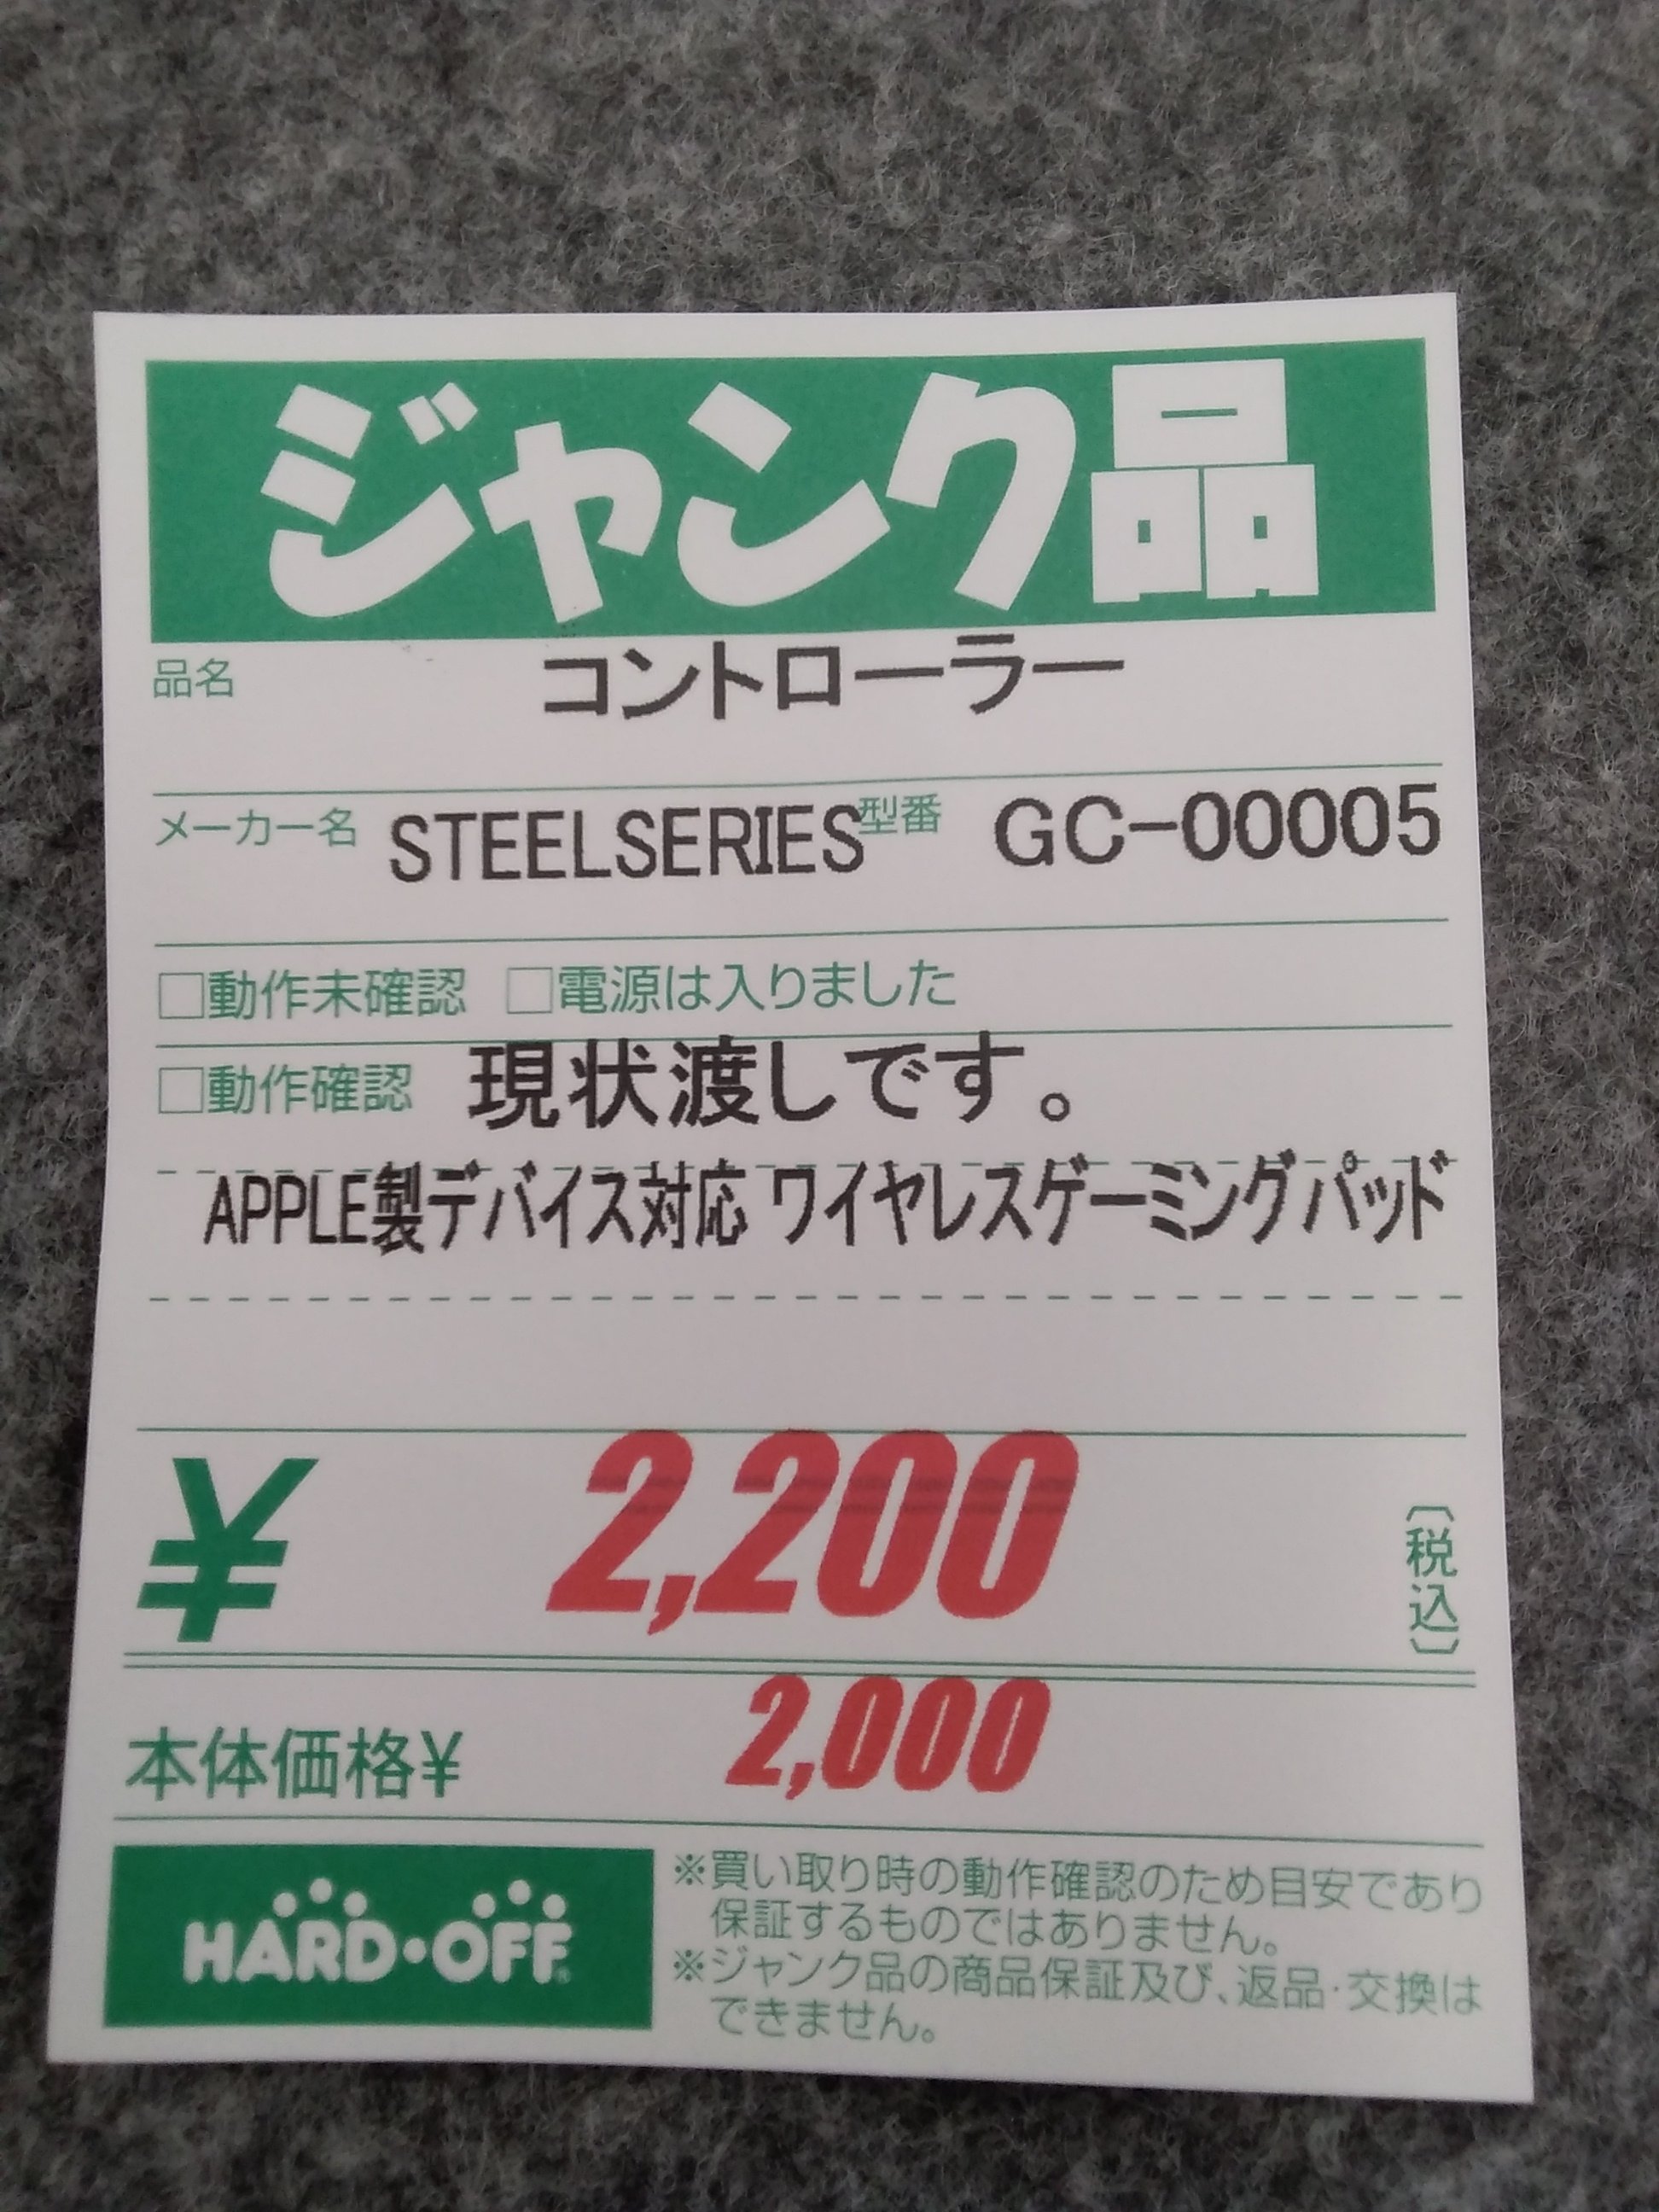 ジャンク品
品名 コントローラー
メーカー名 STEELSERIES 型番 GC-00005
□動作未確認 □電源は入りました
□動作確認 現状渡しです。
APPLE製デバイス対応 ワイヤレスゲーミングパッド
¥ 2,200 (税込)
本体価格¥ 2,000
HARD・OFF®
※買い取り時の動作確認のため目安であり
保証するものではありません。
※ジャンク品の商品保証及び、返品・交換は
できません。